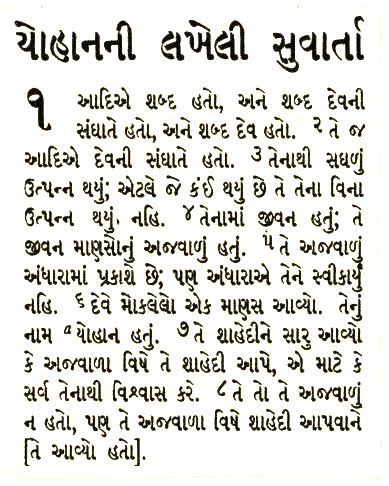 યોહાનની લખેલી સુવાર્તા
૧ આદિએ શબ્દ હતો, અને શબ્દ દેવની
સંઘાતે હતો, અને શબ્દ દેવ હતો. ૨ તે જ
આદિએ દેવની સંઘાતે હતો. ૩ તેનાથી સઘળું
ઉત્પન્ન થયું; એટલે જે કંઈ થયું છે તે તેના વિના
ઉત્પન્ન થયું નહિ. ૪ તેનામાં જીવન હતું; તે
જીવન માણસોનું અજવાળું હતું. ૫ તે અજવાળું
અંધારામાં પ્રકાશે છે; પણ અંધારાએ તેને સ્વીકાર્યું
નહિ. ૬ દેવે મોકલેલો એક માણસ આવ્યો. તેનું
નામ a યોહાન હતું. ૭ તે શાહેદીને સારુ આવ્યો
કે અજવાળા વિષે તે શાહેદી આપે, એ માટે કે
સર્વ તેનાથી વિશ્વાસ કરે. ૮ તે તો તે અજવાળું
ન હતો, પણ તે અજવાળા વિષે શાહેદી આપવાને
[તે આવ્યો હતો].